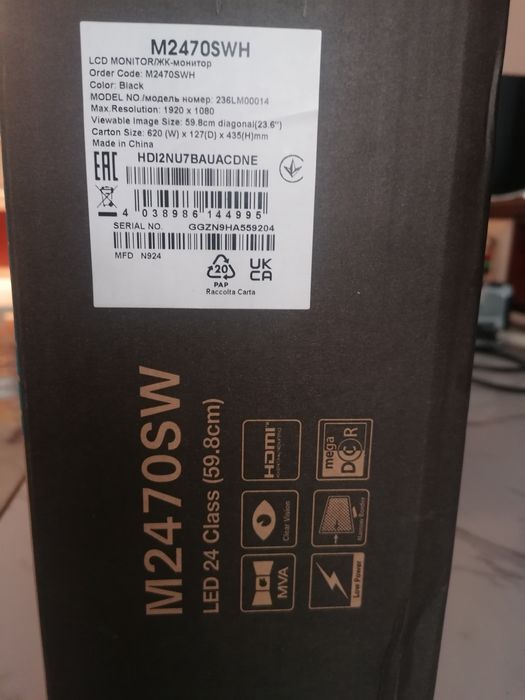 M2470SWH
LCD MONITOR/ЖК-монитор
Order Code: M2470SWH
Color: Black
MODEL NO./модель номер: 236LM00014
Max.Resolution: 1920 x 1080
Viewable Image Size: 59.8cm diagonal(23.6")
Carton Size: 620 (W) x 127(D) x 435(H)mm
Made in China
EAC
HDI2NU7BAUACDNE
4 038986 144995
SERIAL NO. GGZN9HA559204
MFD N924
20
PAP
Raccolta Carta
UK
CA
M2470SW
LED 24 Class (59.8cm)
HDMI
mega
DCR
Clear Vision
MVA
Low Power